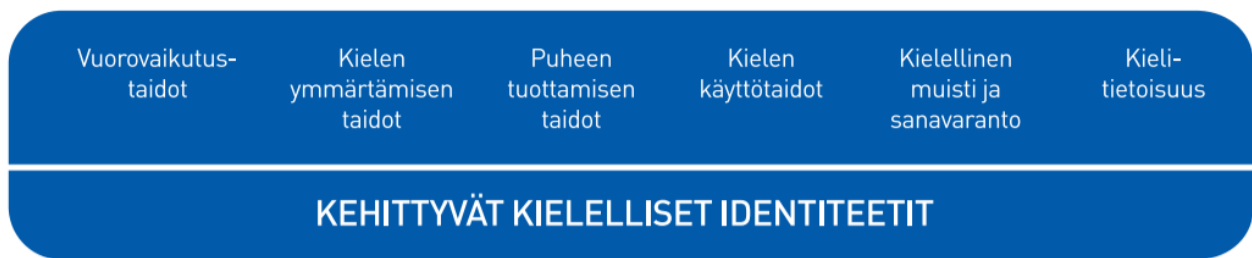 Vuorovaikutus-
taidot
Kielen
ymmärtämisen
taidot
Puheen
tuottamisen
taidot
Kielen
käyttötaidot
Kielellinen
muisti ja
sanavaranto
Kieli-
tietoisuus
KEHITTYVÄT KIELELLISET IDENTITEETIT